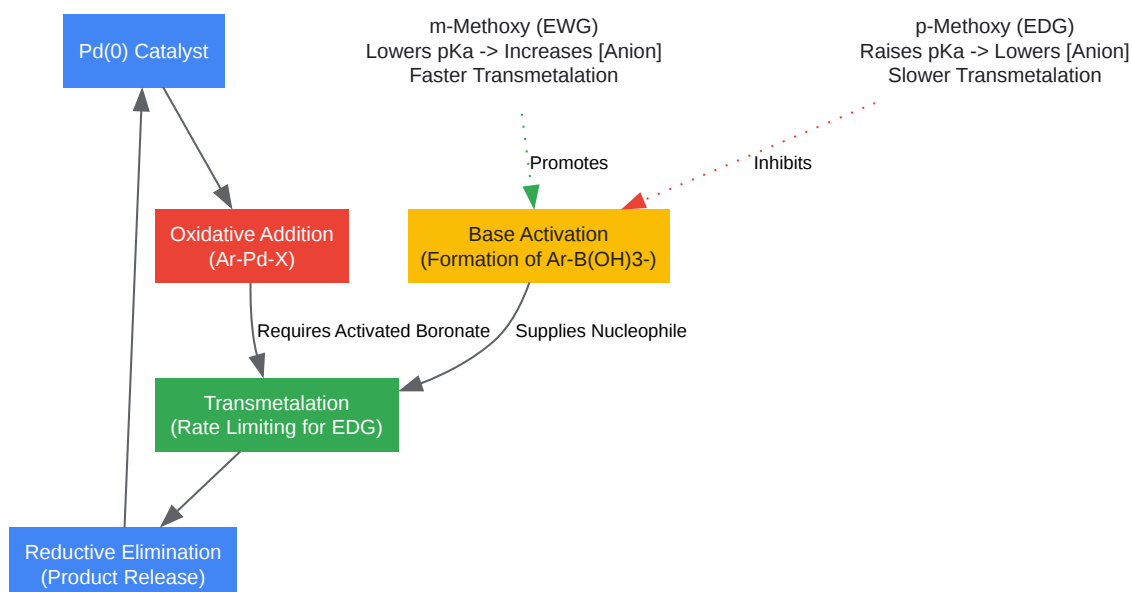 Pd(0) Catalyst
m-Methoxy (EWG)
Lowers pKa -> Increases [Anion]
Faster Transmetalation
p-Methoxy (EDG)
Raises pKa -> Lowers [Anion]
Slower Transmetalation
Promotes
Inhibits
Oxidative Addition
(Ar-Pd-X)
Base Activation
(Formation of Ar-B(OH)3-)
Requires Activated Boronate
Supplies Nucleophile
Transmetalation
(Rate Limiting for EDG)
Reductive Elimination
(Product Release)